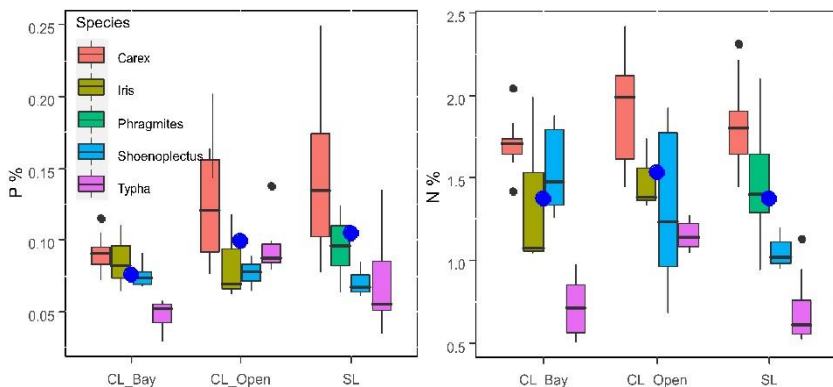 Species
Carex
Iris
Phragmites
Shoenoplectus
Typha
P %
0.25
0.20
0.15
0.10
0.05
CL_Bay CL_Open SL
N %
2.5
2.0
1.5
1.0
0.5
CL_Bay CL_Open SL